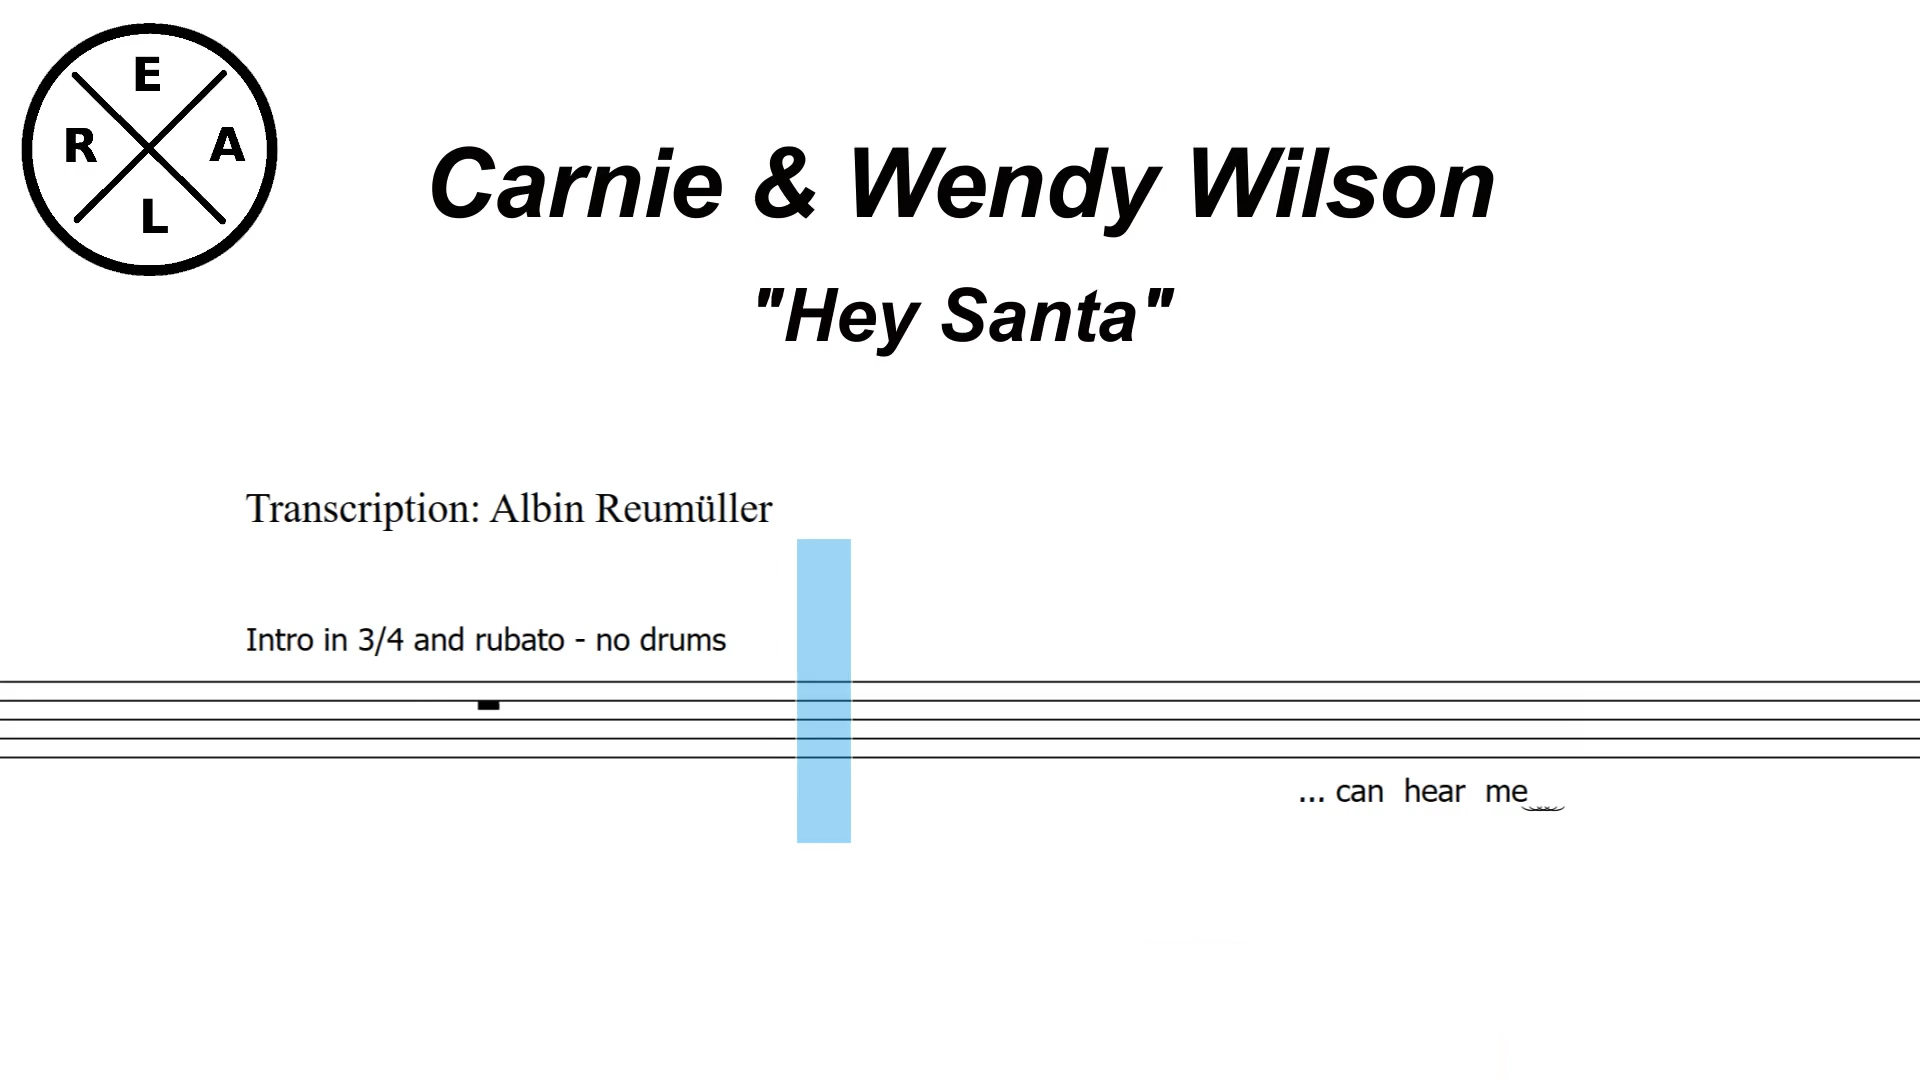 E
R A
L
Carnie & Wendy Wilson
"Hey Santa"
Transcription: Albin Reumüller
Intro in 3/4 and rubato - no drums
... can hear me